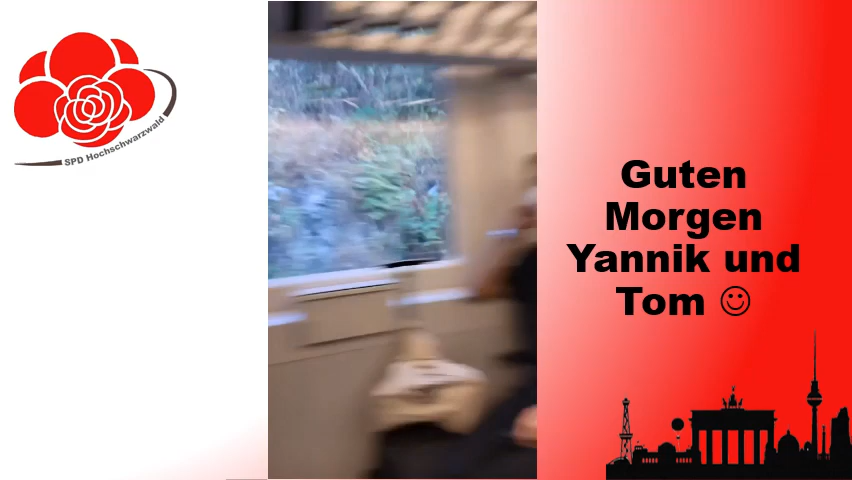 SPD Hochschwarzwald
Guten
Morgen
Yannik und
Tom ☺